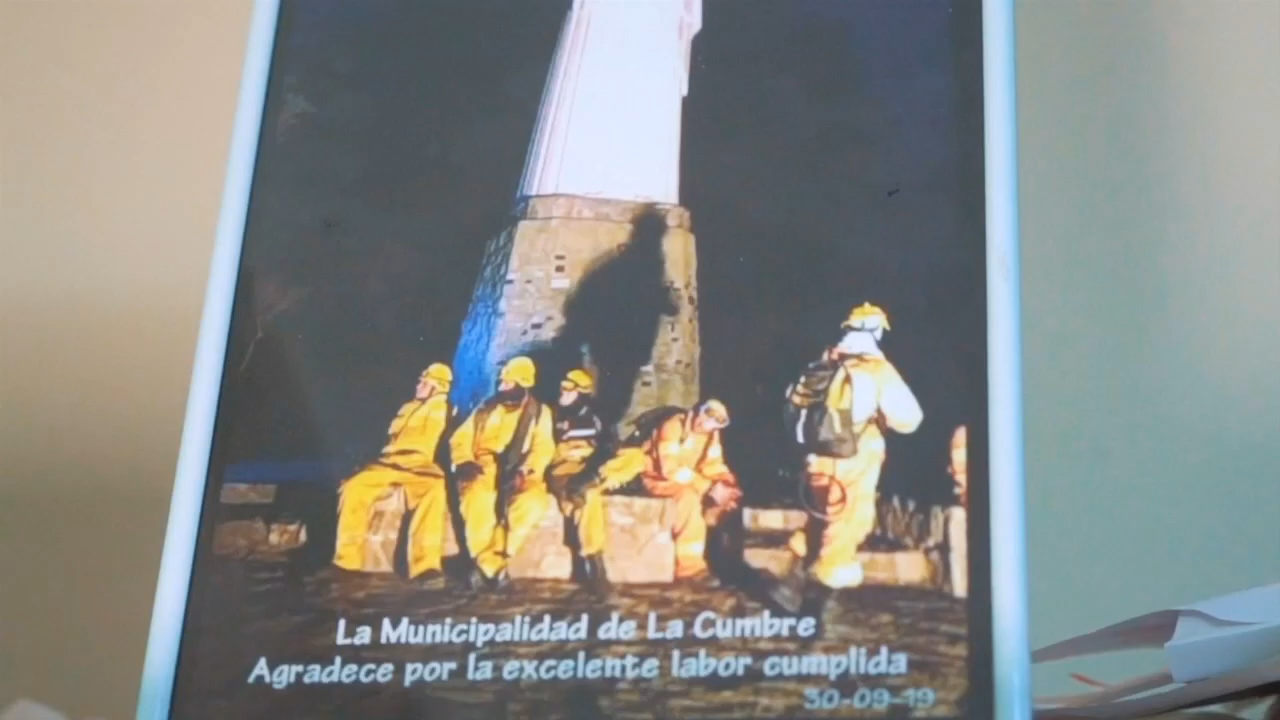 La Municipalidad de La Cumbre
Agradece por la excelente labor cumplida
30-09-19